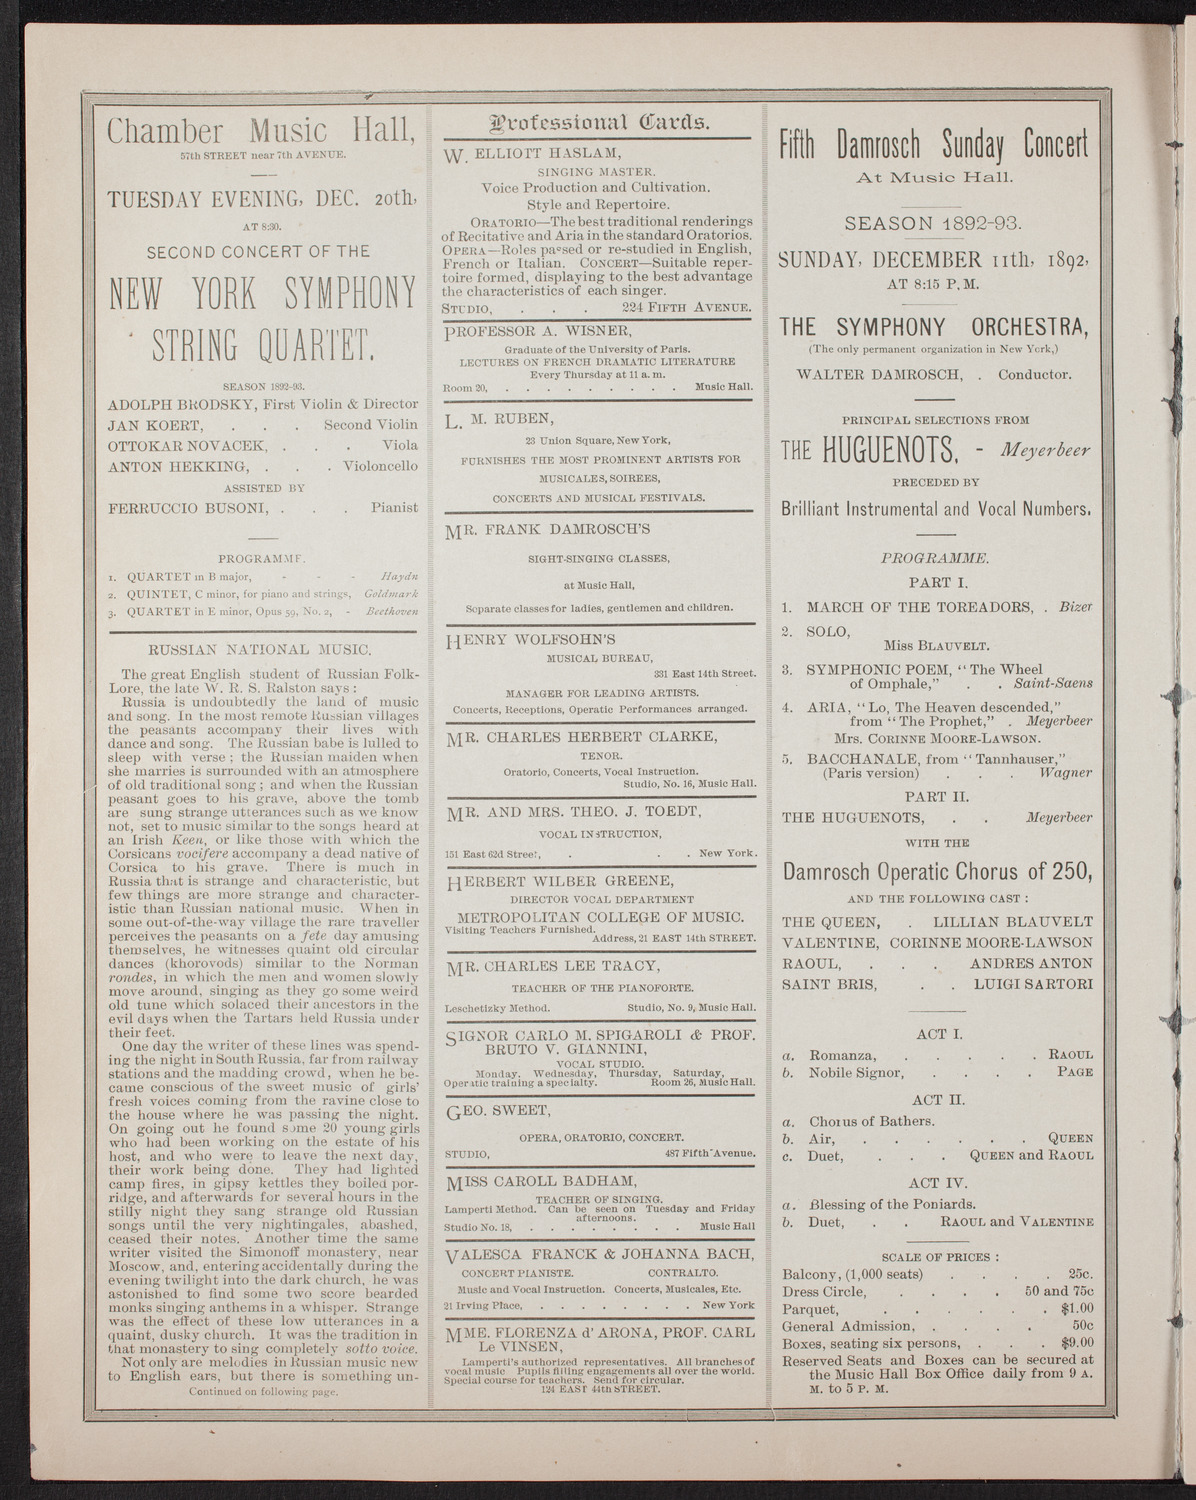 Chamber Music Hall,
57th STREET near 7th AVENUE.
TUESDAY EVENING, DEC. 20th,
AT 8:30.
SECOND CONCERT OF THE
NEW YORK SYMPHONY
STRING QUARTET.
SEASON 1892-93.
ADOLPH BRODSKY, First Violin & Director
JAN KOERT, . . . Second Violin
OTTOKAR NOVACEK, . . . Viola
ANTON HEKKING, . . . Violoncello
ASSISTED BY
FERRUCCIO BUSONI, . . . Pianist
PROGRAMME.
1. QUARTET in B major, - - - Haydn
2. QUINTET, C minor, for piano and strings, Goldmark
3. QUARTET in E minor, Opus 59, No. 2, - Beethoven
RUSSIAN NATIONAL MUSIC.
The great English student of Russian Folk-
Lore, the late W. R. S. Ralston says :
Russia is undoubtedly the land of music
and song. In the most remote Russian villages
the peasants accompany their lives with
dance and song. The Russian babe is lulled to
sleep with verse ; the Russian maiden when
she marries is surrounded with an atmosphere
of old traditional song ; and when the Russian
peasant goes to his grave, above the tomb
are sung strange utterances such as we know
not, set to music similar to the songs heard at
an Irish Keen, or like those with which the
Corsicans vocifere accompany a dead native of
Corsica to his grave. There is much in
Russia that is strange and characteristic, but
few things are more strange and character-
istic than Russian national music. When in
some out-of-the-way village the rare traveller
perceives the peasants on a fete day amusing
themselves, he witnesses quaint old circular
dances (khorovods) similar to the Norman
rondes, in which the men and women slowly
move around, singing as they go some weird
old tune which solaced their ancestors in the
evil days when the Tartars held Russia under
their feet.
One day the writer of these lines was spend-
ing the night in South Russia, far from railway
stations and the madding crowd, when he be-
came conscious of the sweet music of girls'
fresh voices coming from the ravine close to
the house where he was passing the night.
On going out he found some 20 young girls
who had been working on the estate of his
host, and who were to leave the next day,
their work being done. They had lighted
camp fires, in gipsy kettles they boiled por-
ridge, and afterwards for several hours in the
stilly night they sang strange old Russian
songs until the very nightingales, abashed,
ceased their notes. Another time the same
writer visited the Simonoff monastery, near
Moscow, and, entering accidentally during the
evening twilight into the dark church, he was
astonished to find some two score bearded
monks singing anthems in a whisper. Strange
was the effect of these low utterances in a
quaint, dusky church. It was the tradition in
that monastery to sing completely sotto voice.
Not only are melodies in Russian music new
to English ears, but there is something un-
Continued on following page.
Professional Cards.
W. ELLIOTT HASLAM,
SINGING MASTER.
Voice Production and Cultivation.
Style and Repertoire.
ORATORIO—The best traditional renderings
of Recitative and Aria in the standard Oratorios.
OPERA—Roles passed or re-studied in English,
French or Italian. CONCERT—Suitable reper-
toire formed, displaying to the best advantage
the characteristics of each singer.
STUDIO, . . . 224 FIFTH AVENUE.
PROFESSOR A. WISNER,
Graduate of the University of Paris.
LECTURES ON FRENCH DRAMATIC LITERATURE
Every Thursday at 11 a. m.
Room 20, . . . . . . . . . Music Hall.
L. M. RUBEN,
23 Union Square, New York,
FURNISHES THE MOST PROMINENT ARTISTS FOR
MUSICALES, SOIREES,
CONCERTS AND MUSICAL FESTIVALS.
MR. FRANK DAMROSCH'S
SIGHT-SINGING CLASSES,
at Music Hall,
Separate classes for ladies, gentlemen and children.
HENRY WOLFSOHN'S
MUSICAL BUREAU,
331 East 14th Street.
MANAGER FOR LEADING ARTISTS.
Concerts, Receptions, Operatic Performances arranged.
MR. CHARLES HERBERT CLARKE,
TENOR.
Oratorio, Concerts, Vocal Instruction.
Studio, No. 16, Music Hall.
MR. AND MRS. THEO. J. TOEDT,
VOCAL INSTRUCTION,
151 East 62d Street, . . . New York.
HERBERT WILBER GREENE,
DIRECTOR VOCAL DEPARTMENT
METROPOLITAN COLLEGE OF MUSIC.
Visiting Teachers Furnished.
Address, 21 EAST 14th STREET.
MR. CHARLES LEE TRACY,
TEACHER OF THE PIANOFORTE.
Leschetizky Method. Studio, No. 9, Music Hall.
SIGNOR CARLO M. SPIGAROLI & PROF.
BRUTO V. GIANNINI,
VOCAL STUDIO.
Monday, Wednesday, Thursday, Saturday,
Operatic training a specialty. Room 26, Music Hall.
GEO. SWEET,
OPERA, ORATORIO, CONCERT.
STUDIO, 487 Fifth Avenue.
MISS CAROLL BADHAM,
TEACHER OF SINGING.
Lamperti Method. Can be seen on Tuesday and Friday
afternoons.
Studio No. 18, . . . . . . . . Music Hall
VALESCA FRANCK & JOHANNA BACH,
CONCERT PIANISTE. CONTRALTO.
Music and Vocal Instruction. Concerts, Musicales, Etc.
21 Irving Place, . . . . . . . . New York
MME. FLORENZA d' ARONA, PROF. CARL
Le VINSEN,
Lamperti's authorized representatives. All branches of
vocal music Pupils filling engagements all over the world.
Special course for teachers. Send for circular.
124 EAST 44th STREET.
Fifth Damrosch Sunday Concert
At Music Hall.
SEASON 1892-93.
SUNDAY, DECEMBER 11th, 1892,
AT 8:15 P. M.
THE SYMPHONY ORCHESTRA,
(The only permanent organization in New York,)
WALTER DAMROSCH, . Conductor.
PRINCIPAL SELECTIONS FROM
THE HUGUENOTS, - Meyerbeer
PRECEDED BY
Brilliant Instrumental and Vocal Numbers.
PROGRAMME.
PART I.
1. MARCH OF THE TOREADORS, . Bizet
2. SOLO,
Miss BLAUVELT.
3. SYMPHONIC POEM, "The Wheel
of Omphale," . . Saint-Saens
4. ARIA, "Lo, The Heaven descended,"
from "The Prophet," . Meyerbeer
Mrs. CORINNE MOORE-LAWSON.
5. BACCHANALE, from "Tannhauser,"
(Paris version) . . . Wagner
PART II.
THE HUGUENOTS, . . Meyerbeer
WITH THE
Damrosch Operatic Chorus of 250,
AND THE FOLLOWING CAST :
THE QUEEN, . LILLIAN BLAUVELT
VALENTINE, CORINNE MOORE-LAWSON
RAOUL, . . . ANDRES ANTON
SAINT BRIS, . . LUIGI SARTORI
ACT I.
a. Romanza, . . . . . RAOUL
b. Nobile Signor, . . . . PAGE
ACT II.
a. Chorus of Bathers.
b. Air, . . . . . . QUEEN
c. Duet, . . . QUEEN and RAOUL
ACT IV.
a. Blessing of the Poniards.
b. Duet, . . RAOUL and VALENTINE
SCALE OF PRICES :
Balcony, (1,000 seats) . . . . 25c.
Dress Circle, . . . . 50 and 75c
Parquet, . . . . . . $1.00
General Admission, . . . . 50c
Boxes, seating six persons, . . . $9.00
Reserved Seats and Boxes can be secured at
the Music Hall Box Office daily from 9 A.
M. to 5 P. M.